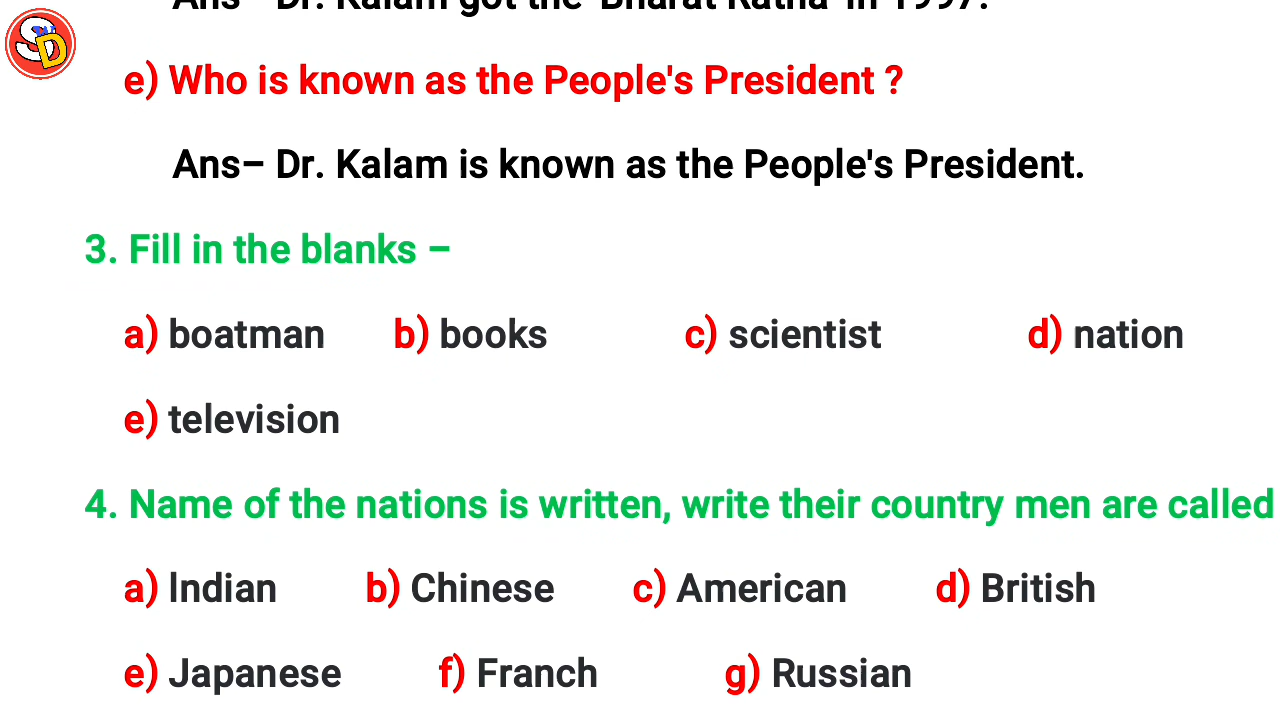 Ans– Dr. Kalam got the 'Bharat Ratna' in 1997.
e) Who is known as the People's President ?
Ans– Dr. Kalam is known as the People's President.
3. Fill in the blanks –
a) boatman b) books c) scientist d) nation
e) television
4. Name of the nations is written, write their country men are called
a) Indian b) Chinese c) American d) British
e) Japanese f) Franch g) Russian